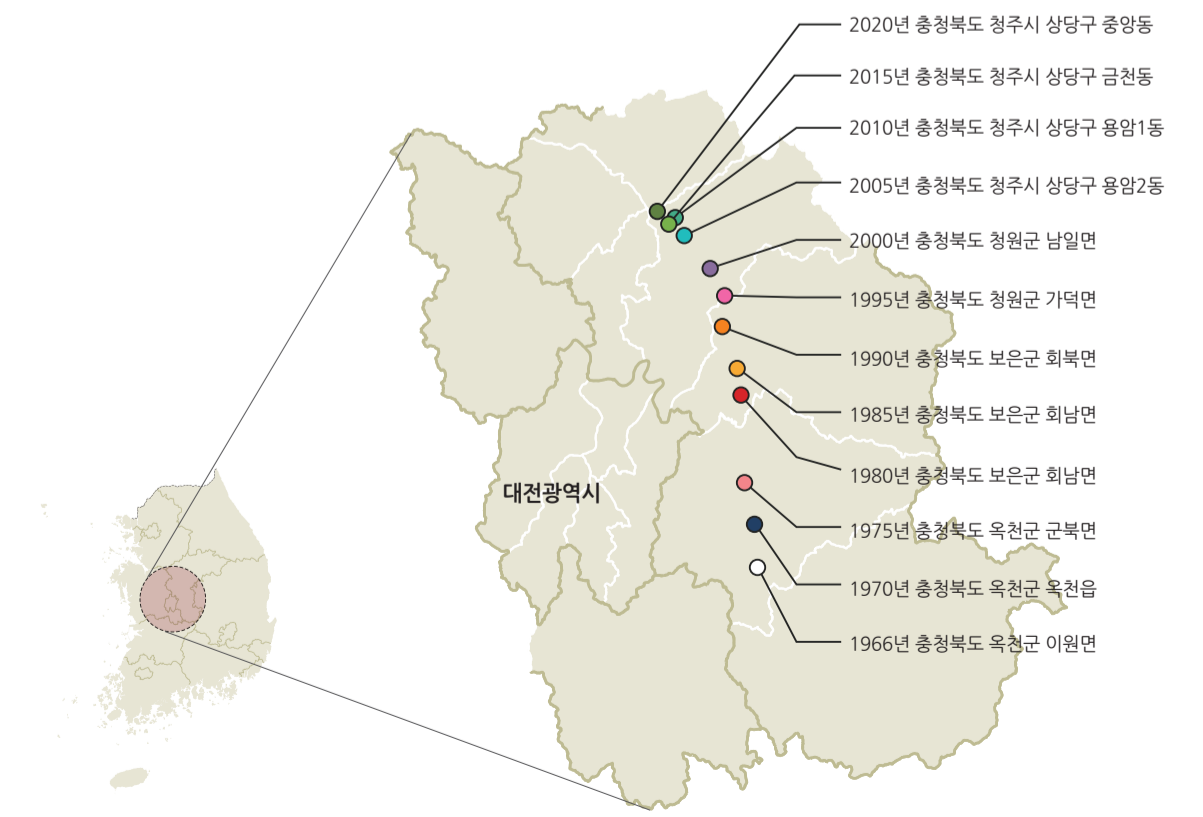 2020년 충청북도 청주시 상당구 중앙동
2015년 충청북도 청주시 상당구 금천동
2010년 충청북도 청주시 상당구 용암1동
2005년 충청북도 청주시 상당구 용암2동
2000년 충청북도 청원군 남일면
1995년 충청북도 청원군 가덕면
1990년 충청북도 보은군 회북면
1985년 충청북도 보은군 회남면
1980년 충청북도 보은군 회남면
대전광역시
1975년 충청북도 옥천군 군북면
1970년 충청북도 옥천군 옥천읍
1966년 충청북도 옥천군 이원면